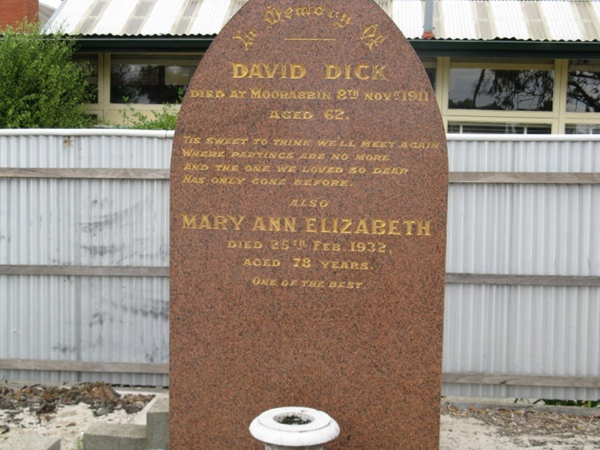 In Memory Of
DAVID DICK
DIED AT MOORABBIN 8TH NOVR 1911
AGED 62.
TIS SWEET TO THINK WE'LL MEET AGAIN
WHERE PARTINGS ARE NO MORE
AND THE ONE WE LOVED SO DEAR
HAS ONLY GONE BEFORE.
ALSO
MARY ANN ELIZABETH
DIED 25TH FEB. 1932,
AGED 78 YEARS.
ONE OF THE BEST.